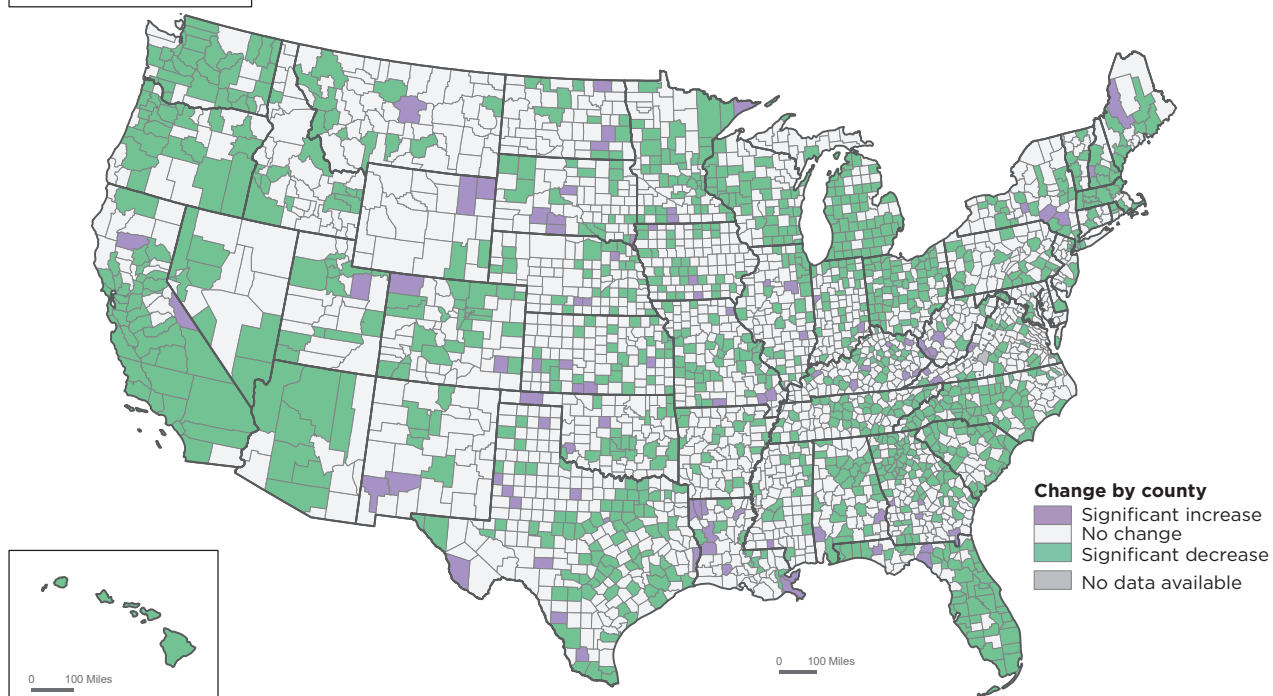 Change by county
Significant increase
No change
Significant decrease
No data available
0 100 Miles
0 100 Miles